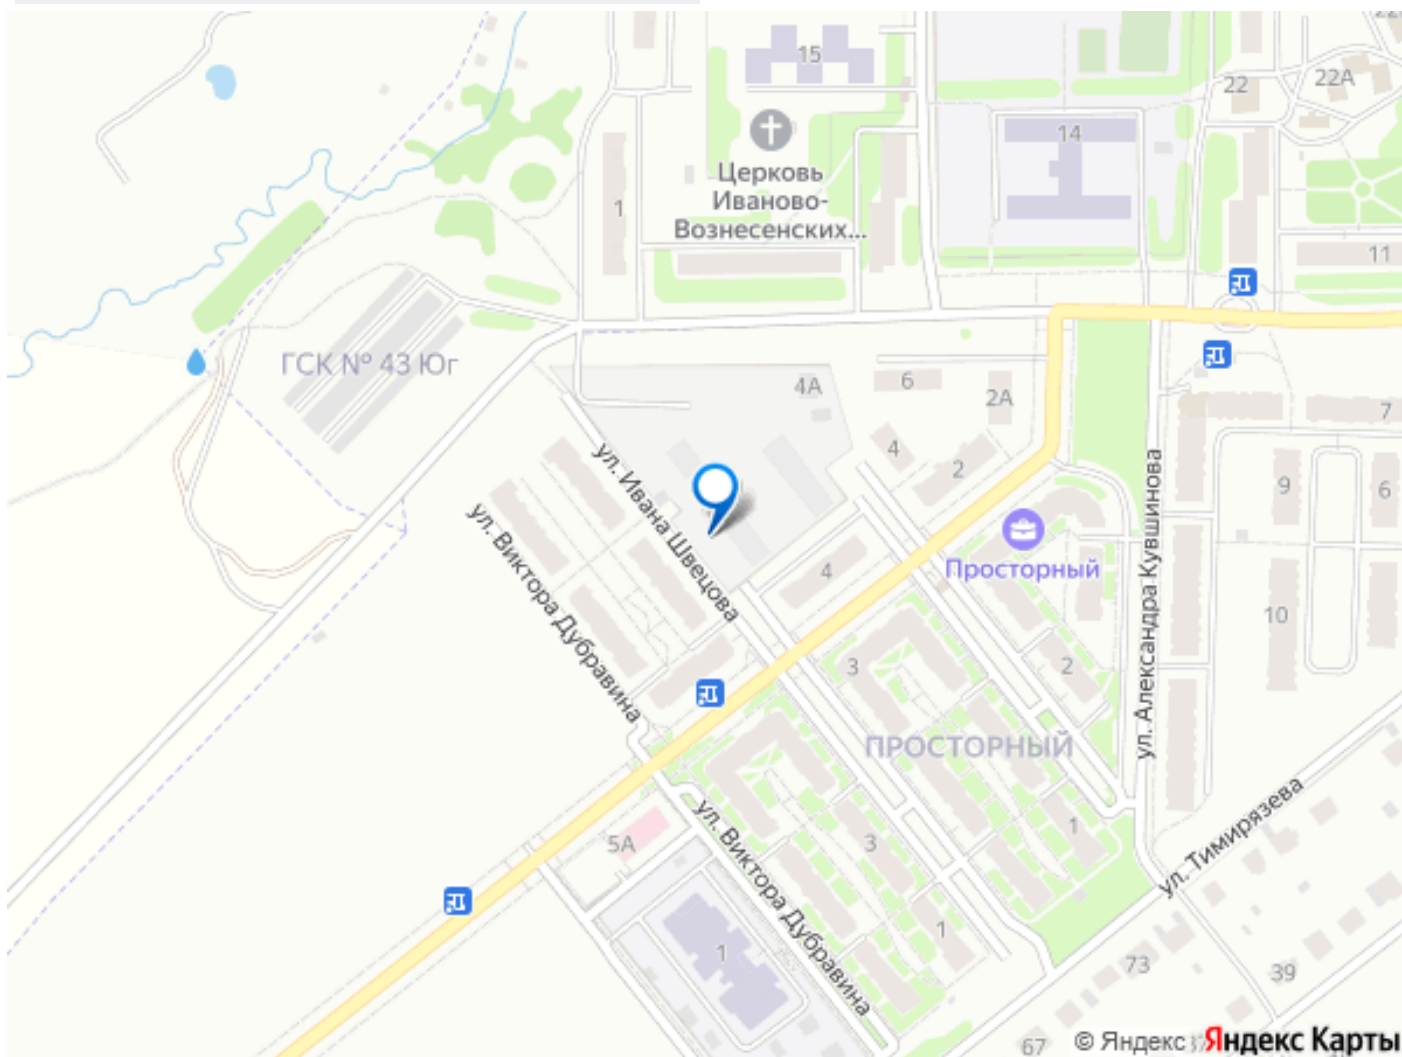 15
22
22А
14
Церковь
Иваново-
Вознесенских...
1
11
ГСК № 43 Юг
4А
6
2А
7
4
2
9
6
ул. Ивана Швецова
ул. Виктора Дубравина
Просторный
4
ул. Александра Кувшинова
10
3
2
ПРОСТОРНЫЙ
ул. Тимирязева
5А
ул. Виктора Дубравина
3
1
1
1
73
39
67
© Яндекс Яндекс Карты